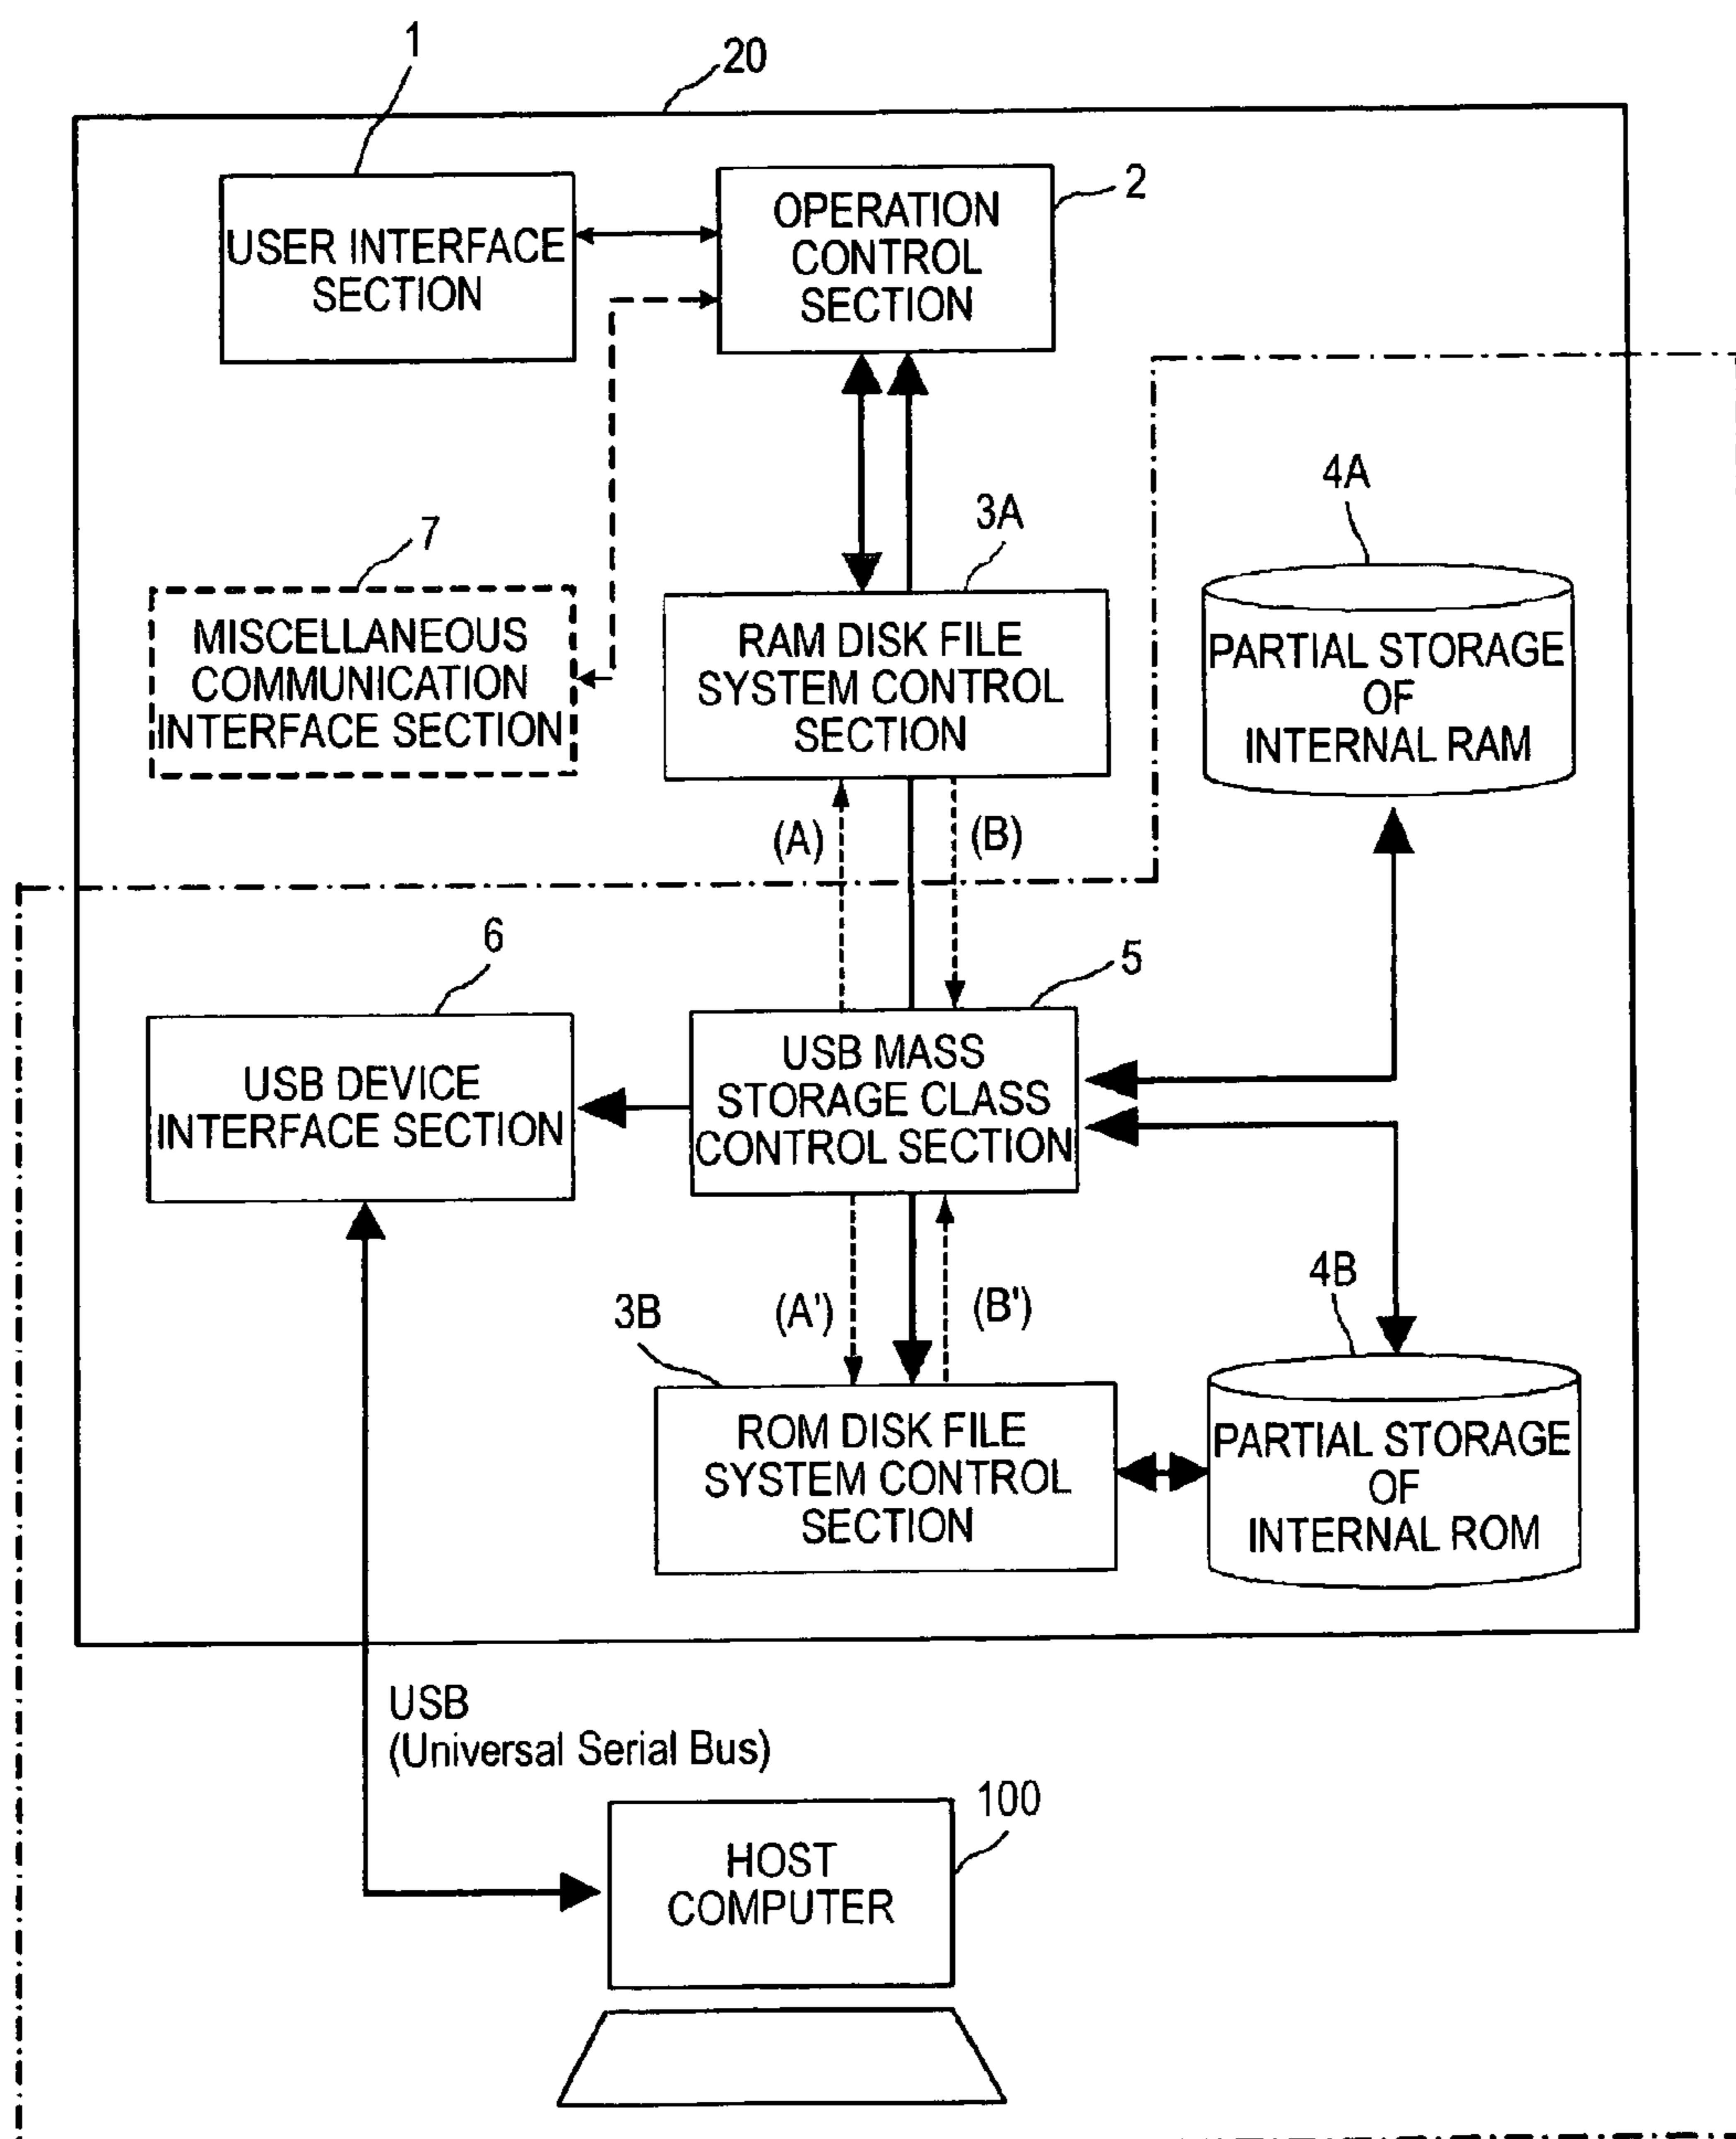 1
20
USER INTERFACE
SECTION
OPERATION
CONTROL
SECTION
2
3A
4A
7
MISCELLANEOUS
COMMUNICATION
INTERFACE SECTION
RAM DISK FILE
SYSTEM CONTROL
SECTION
PARTIAL STORAGE
OF
INTERNAL RAM
(A)
(B)
6
5
USB DEVICE
INTERFACE SECTION
USB MASS
STORAGE CLASS
CONTROL SECTION
3B
(A')
(B')
4B
ROM DISK FILE
SYSTEM CONTROL
SECTION
PARTIAL STORAGE
OF
INTERNAL ROM
USB
(Universal Serial Bus)
100
HOST
COMPUTER